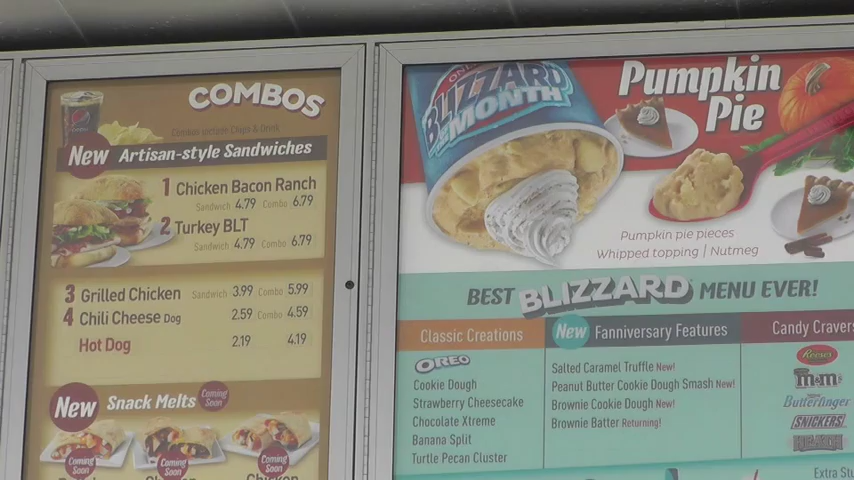 COMBOS
Combos include Chips & Drink
New Artisan-style Sandwiches
1 Chicken Bacon Ranch
Sandwich 4.79 Combo 6.79
2 Turkey BLT
Sandwich 4.79 Combo 6.79
3 Grilled Chicken Sandwich 3.99 Combo 5.99
4 Chili Cheese Dog 2.59 Combo 4.59
Hot Dog 2.19 4.19
New Snack Melts Coming Soon
Coming Soon Coming Soon Coming Soon
Chicken
BLIZZARD
of the MONTH
Pumpkin
Pie
Pumpkin pie pieces
Whipped topping | Nutmeg
BEST BLIZZARD MENU EVER!
Classic Creations
OREO
Cookie Dough
Strawberry Cheesecake
Chocolate Xtreme
Banana Split
Turtle Pecan Cluster
New Fanniversary Features
Salted Caramel Truffle New!
Peanut Butter Cookie Dough Smash New!
Brownie Cookie Dough New!
Brownie Batter Returning!
Candy Cravers
Reese's
m&m's
Butterfinger
SNICKERS
HEATH
Extra Stu